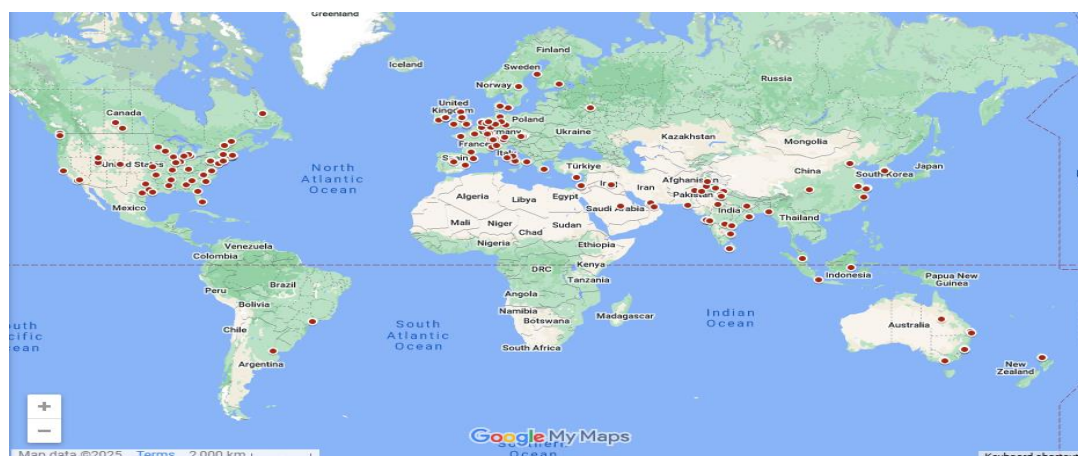 Greenland
Iceland
Finland
Sweden
Norway
Russia
Canada
United
Kingdom
Poland
Germany
Ukraine
France
Kazakhstan
Mongolia
Spain
Italy
Türkiye
United States
North
Atlantic
Ocean
China
South Korea
Japan
Afghanistan
Iran
Pakistan
Algeria
Libya
Egypt
Saudi Arabia
Mexico
India
Thailand
Mali
Niger
Chad
Sudan
Nigeria
Ethiopia
Venezuela
Colombia
Kenya
DRC
Tanzania
Indonesia
Papua New
Guinea
Peru
Brazil
Bolivia
Angola
Namibia
Botswana
Madagascar
Indian
Ocean
Chile
South
Atlantic
Ocean
Australia
South Africa
Argentina
New
Zealand
+
−
Google My Maps
Map data ©2025 Terms 2,000 km